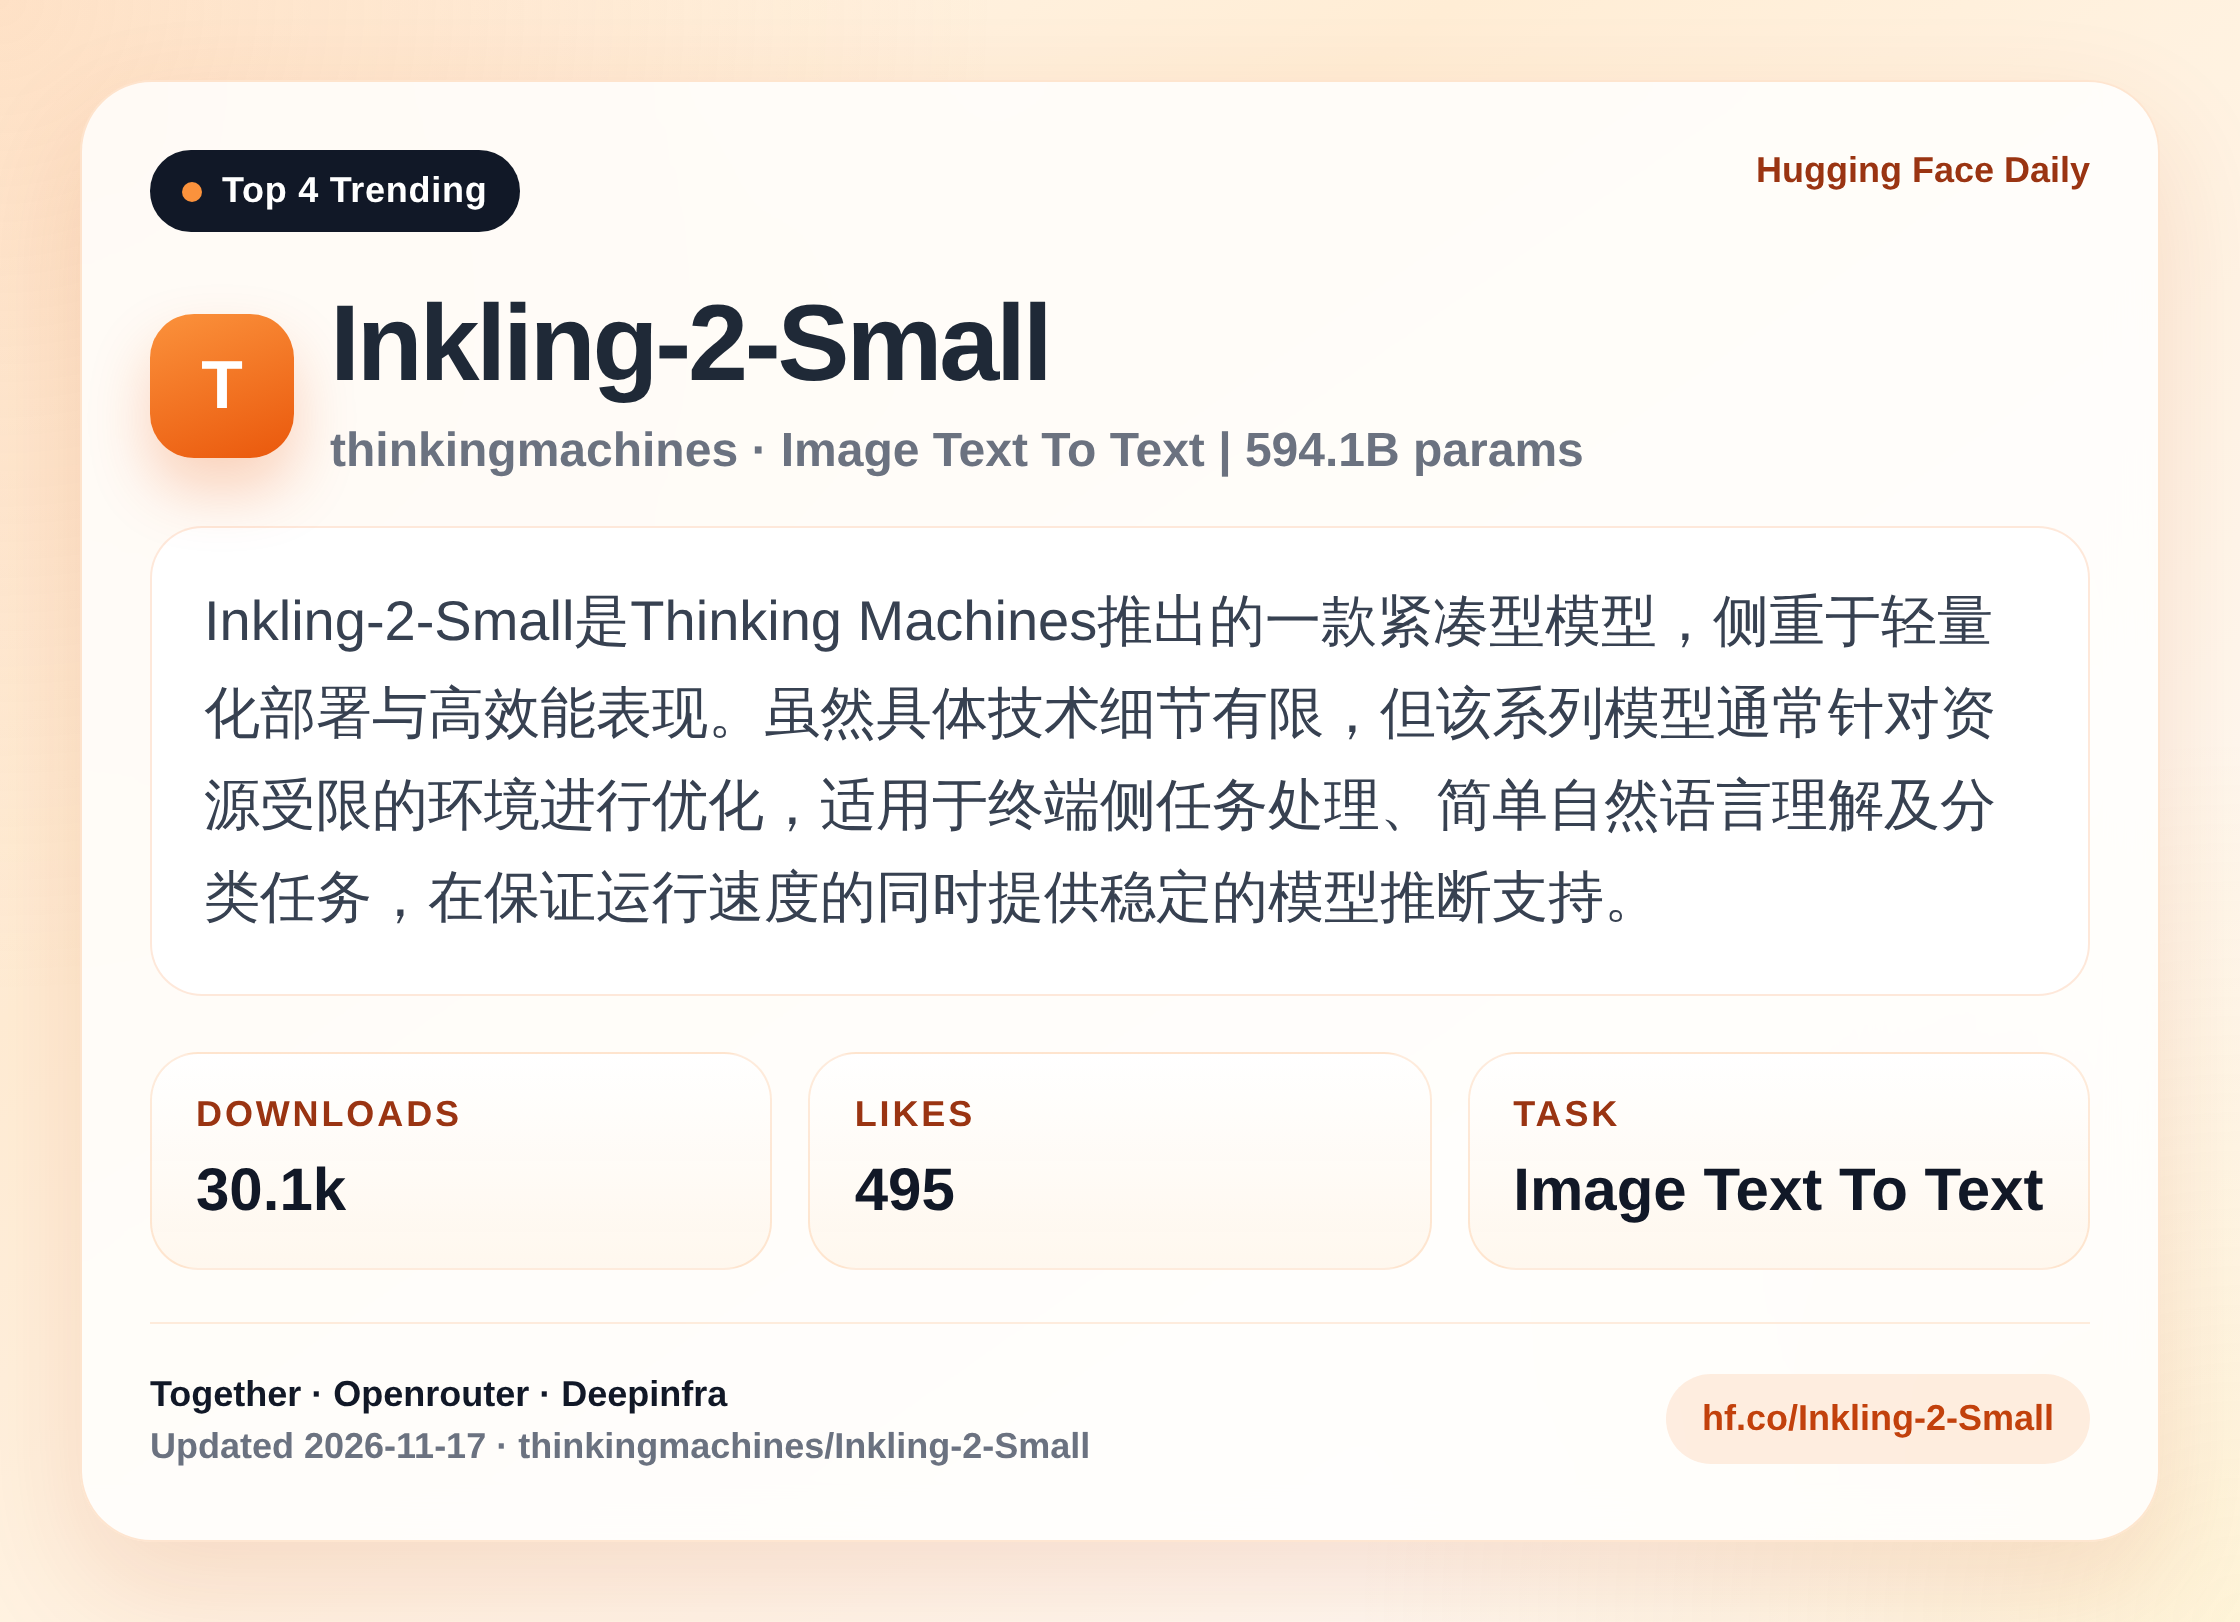 Top 4 Trending
Hugging Face Daily
T
Inkling-2-Small
thinkingmachines · Image Text To Text | 594.1B params
Inkling-2-Small是Thinking Machines推出的一款紧凑型模型，侧重于轻量
化部署与高效能表现。虽然具体技术细节有限，但该系列模型通常针对资
源受限的环境进行优化，适用于终端侧任务处理、简单自然语言理解及分
类任务，在保证运行速度的同时提供稳定的模型推断支持。
DOWNLOADS
30.1k
LIKES
495
TASK
Image Text To Text
Together · Openrouter · Deepinfra
Updated 2026-11-17 · thinkingmachines/Inkling-2-Small
hf.co/Inkling-2-Small